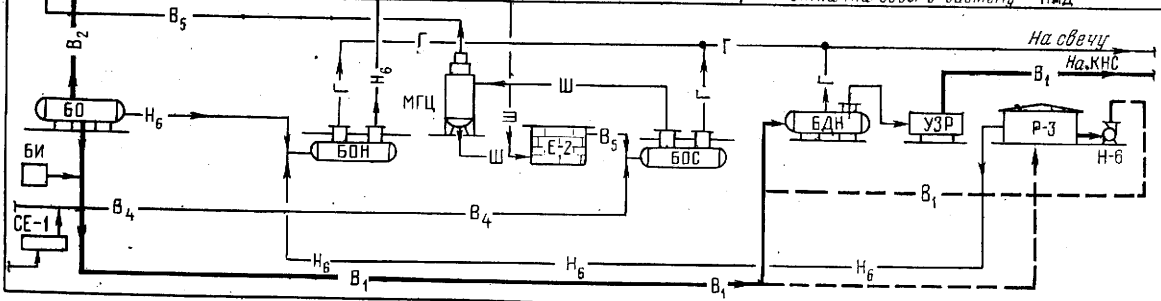 ПМД
В₅
В₂
Г
Г
На свечу
На КНС
В₁
БО
Н₆
Г
Н₆
МГЦ
Ш
Ш
Г
Г
БДН
УЗР
Р-3
Н-6
БОН
Ш
Е-2
В₅
БОС
БИ
В₁
СЕ-1
В₄
В₄
Н₆
В₁
Н₆
В₁
Н₆